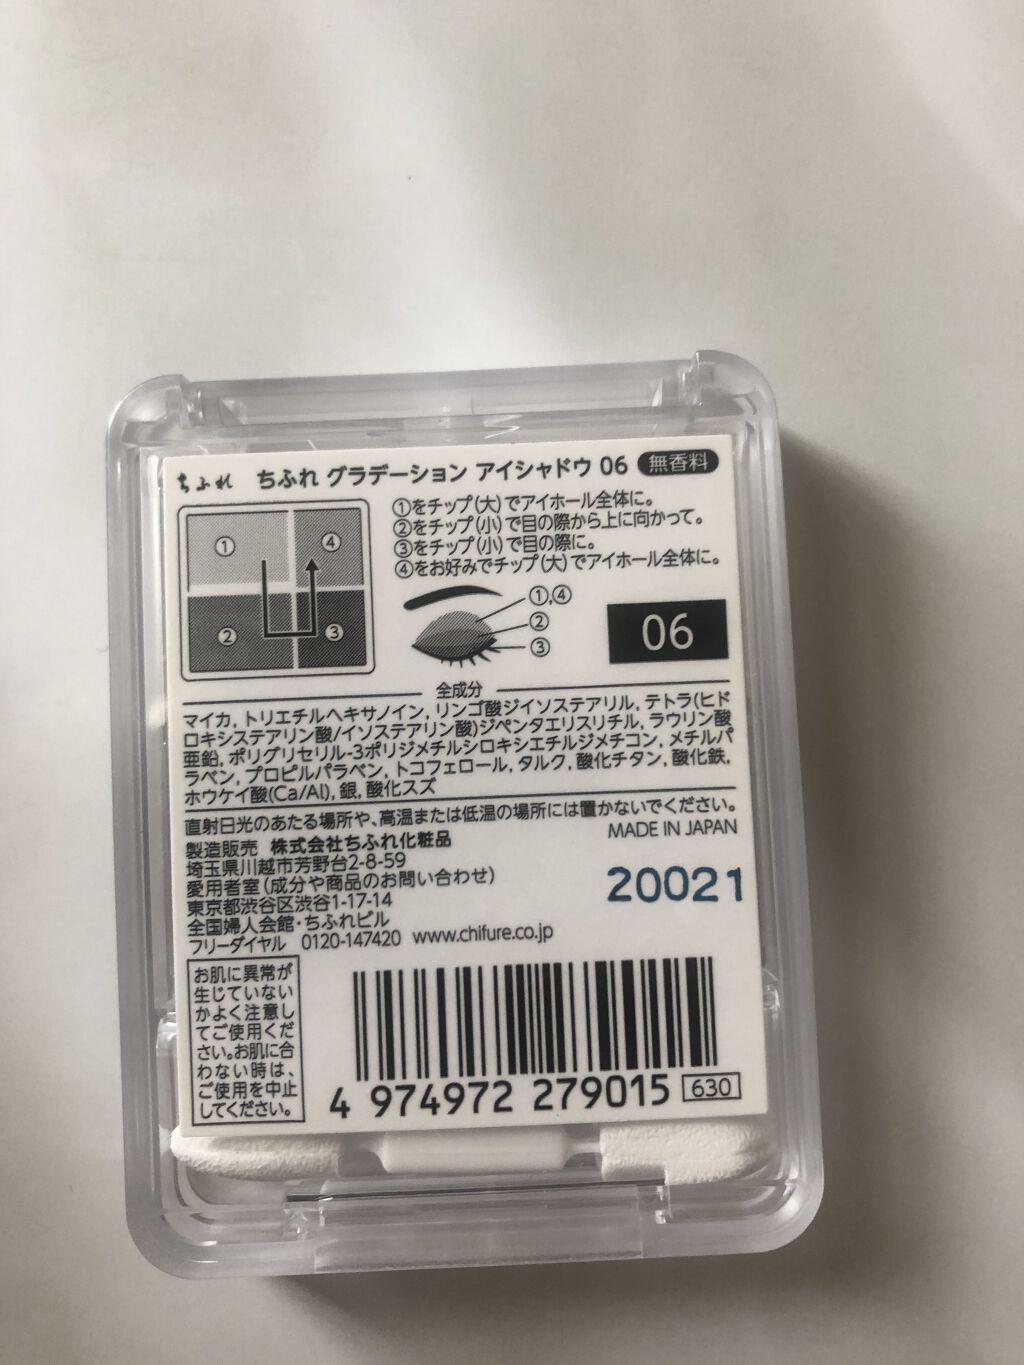 ちふれ ちふれ グラデーション アイシャドウ 06 無香料
①をチップ(大)でアイホール全体に。
②をチップ(小)で目の際から上に向かって。
③をチップ(小)で目の際に。
④をお好みでチップ(大)でアイホール全体に。
① ④
② ③
①,④
②
③
06
全成分
マイカ, トリエチルヘキサノイン, リンゴ酸ジイソステアリル, テトラ(ヒド
ロキシステアリン酸/イソステアリン酸)ジペンタエリスリチル, ラウリン酸
亜鉛, ポリグリセリル-3ポリジメチルシロキシエチルジメチコン, メチルパ
ラベン, プロピルパラベン, トコフェロール, タルク, 酸化チタン, 酸化鉄,
ホウケイ酸(Ca/Al), 銀, 酸化スズ
直射日光のあたる場所や、高温または低温の場所には置かないでください。
製造販売 株式会社ちふれ化粧品
MADE IN JAPAN
埼玉県川越市芳野台2-8-59
愛用者室(成分や商品のお問い合わせ)
20021
東京都渋谷区渋谷1-17-14
全国婦人会館・ちふれビル
フリーダイヤル 0120-147420 www.chifure.co.jp
お肌に異常が
生じていない
かよく注意し
てご使用くだ
さい。お肌に合
わない時は、
ご使用を中止
してください。
4 974972 279015 630